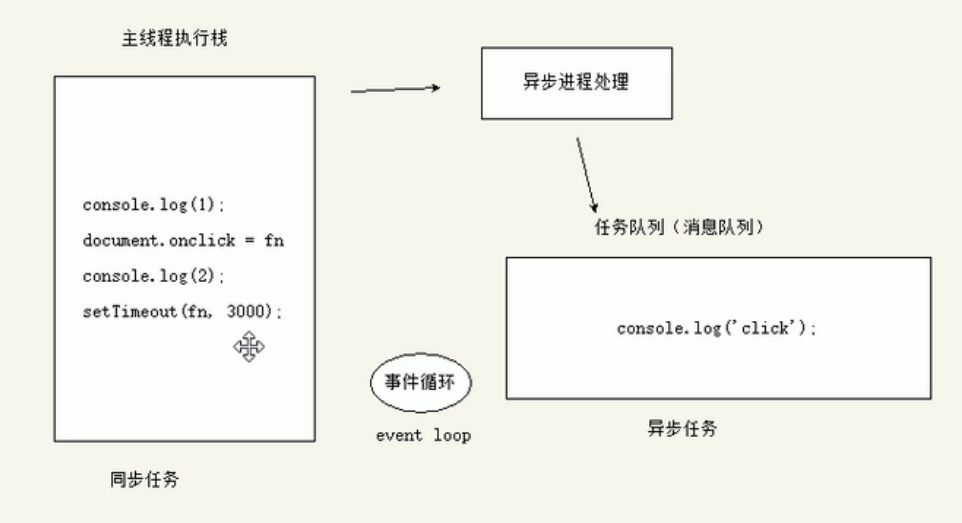 主线程执行栈
异步进程处理
console.log(1);
document.onclick = fn
console.log(2);
setTimeout(fn, 3000);
任务队列（消息队列）
console.log('click');
事件循环
event loop
异步任务
同步任务